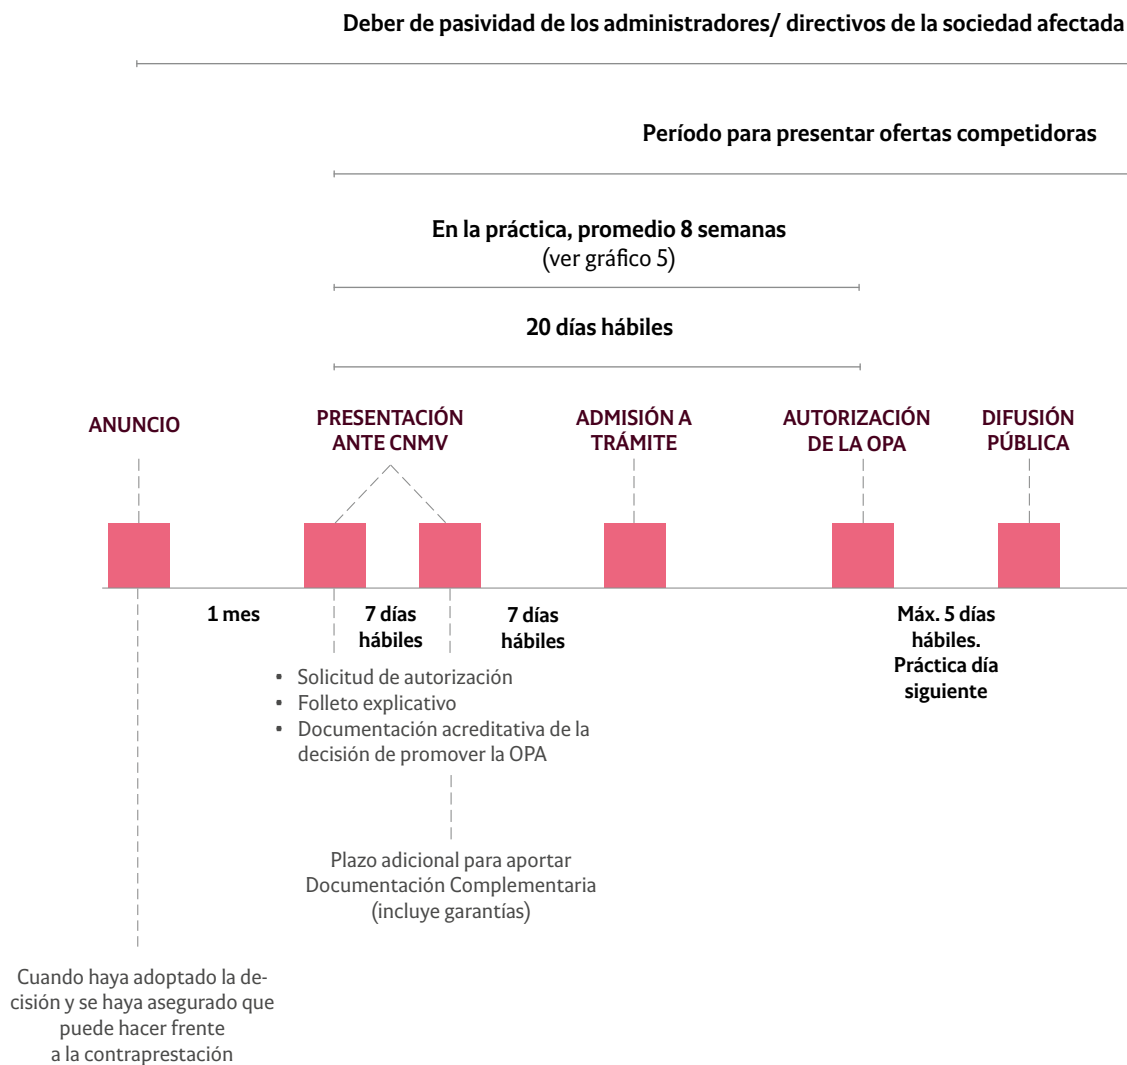 Deber de pasividad de los administradores/ directivos de la sociedad afectada
Período para presentar ofertas competidoras
En la práctica, promedio 8 semanas
(ver gráfico 5)
20 días hábiles
ANUNCIO
PRESENTACIÓN
ANTE CNMV
ADMISIÓN A
TRÁMITE
AUTORIZACIÓN
DE LA OPA
DIFUSIÓN
PÚBLICA
1 mes
7 días
hábiles
7 días
hábiles
Máx. 5 días
hábiles.
Práctica día
siguiente
• Solicitud de autorización
• Folleto explicativo
• Documentación acreditativa de la
decisión de promover la OPA
Plazo adicional para aportar
Documentación Complementaria
(incluye garantías)
Cuando haya adoptado la de-
cisión y se haya asegurado que
puede hacer frente
a la contraprestación